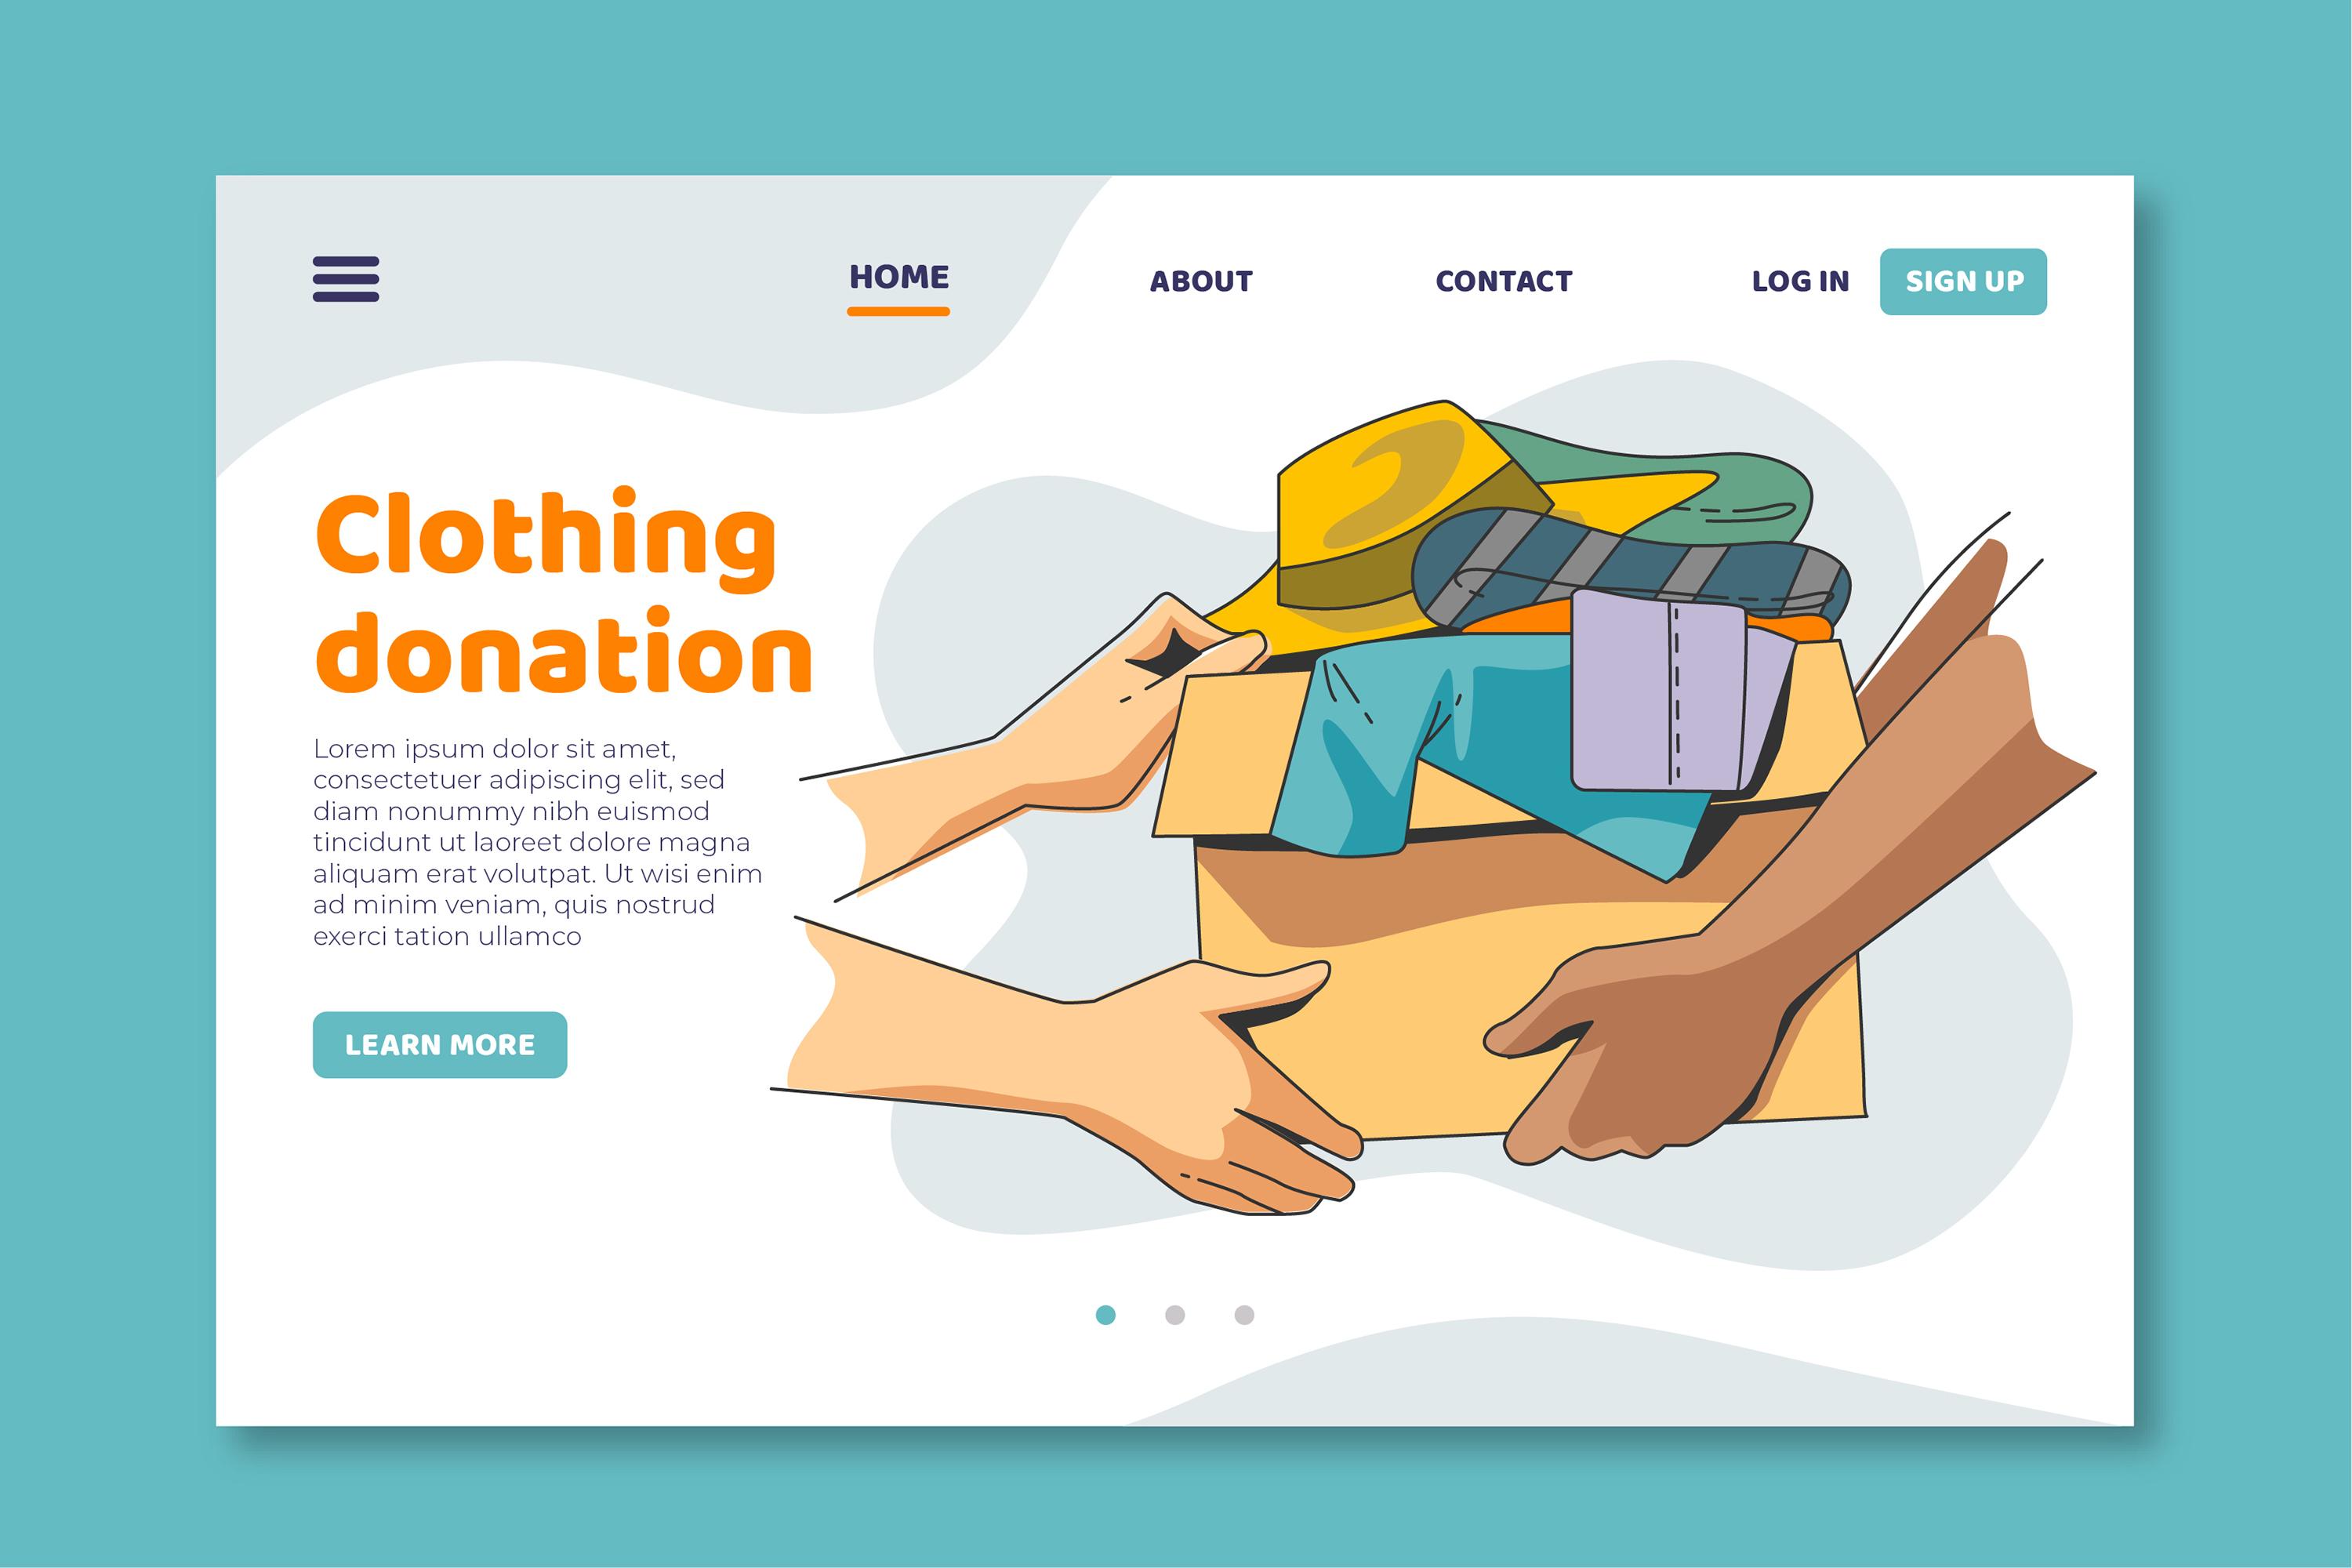 HOME
ABOUT
CONTACT
LOG IN
SIGN UP
Clothing
donation
Lorem ipsum dolor sit amet,
consectetuer adipiscing elit, sed
diam nonummy nibh euismod
tincidunt ut laoreet dolore magna
aliquam erat volutpat. Ut wisi enim
ad minim veniam, quis nostrud
exerci tation ullamco
LEARN MORE